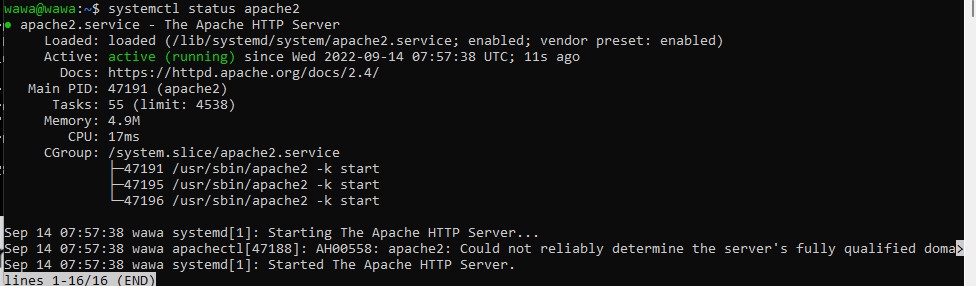 wawa@wawa:~$ systemctl status apache2
● apache2.service - The Apache HTTP Server
     Loaded: loaded (/lib/systemd/system/apache2.service; enabled; vendor preset: enabled)
     Active: active (running) since Wed 2022-09-14 07:57:38 UTC; 11s ago
       Docs: https://httpd.apache.org/docs/2.4/
   Main PID: 47191 (apache2)
      Tasks: 55 (limit: 4538)
     Memory: 4.9M
        CPU: 17ms
     CGroup: /system.slice/apache2.service
             ├─47191 /usr/sbin/apache2 -k start
             ├─47195 /usr/sbin/apache2 -k start
             └─47196 /usr/sbin/apache2 -k start

Sep 14 07:57:38 wawa systemd[1]: Starting The Apache HTTP Server...
Sep 14 07:57:38 wawa apachectl[47188]: AH00558: apache2: Could not reliably determine the server's fully qualified doma>
Sep 14 07:57:38 wawa systemd[1]: Started The Apache HTTP Server.
lines 1-16/16 (END)